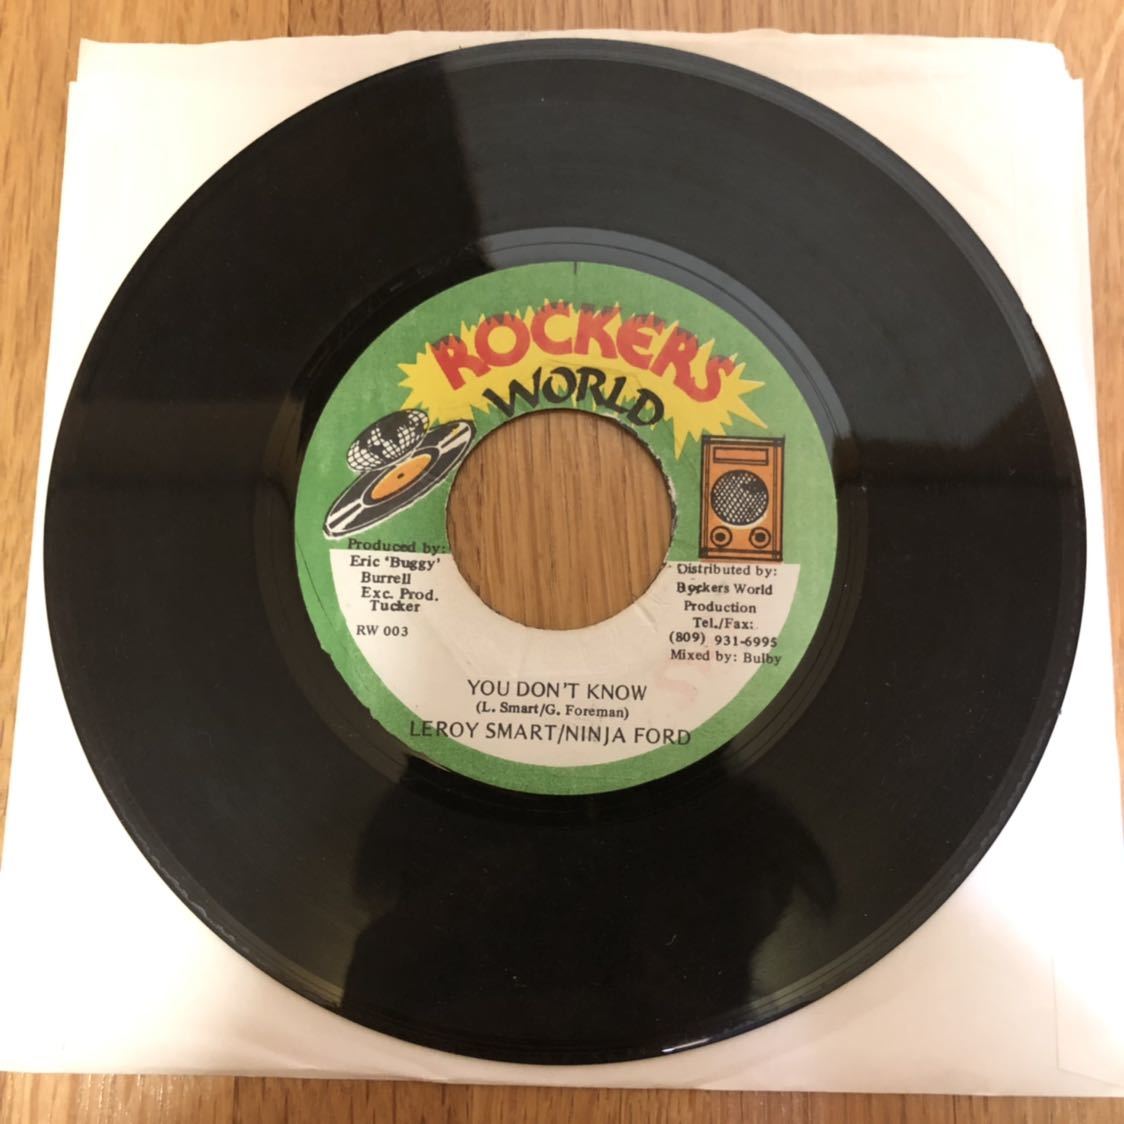 ROCKERS
WORLD
Produced by:
Eric 'Buggy'
Burrell
Exc. Prod.
Tucker
RW 003
Distributed by:
Rockers World
Production
Tel./Fax:
(809) 931-6995
Mixed by: Bulby
YOU DON'T KNOW
(L. Smart/G. Foreman)
LEROY SMART/NINJA FORD